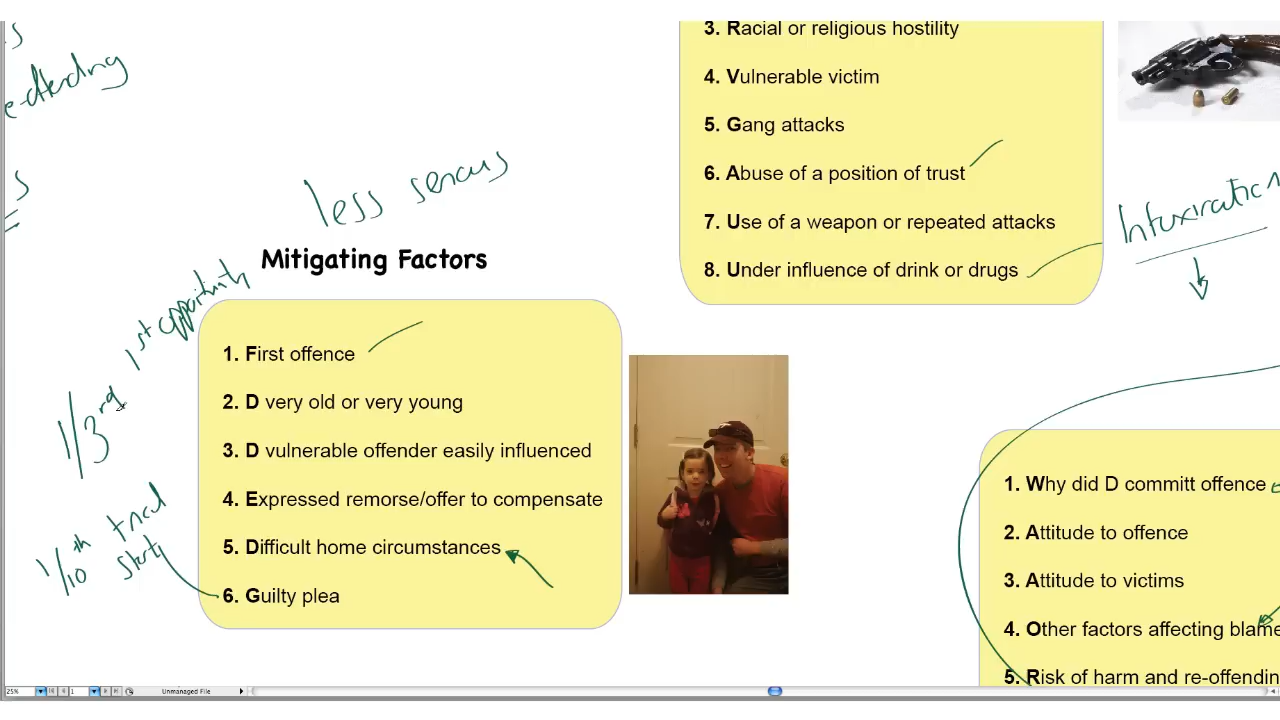 3. Racial or religious hostility
4. Vulnerable victim
5. Gang attacks
6. Abuse of a position of trust
7. Use of a weapon or repeated attacks
8. Under influence of drink or drugs
Intoxication
less serious
Mitigating Factors
1st opportunity
1/3rd
1. First offence
2. D very old or very young
3. D vulnerable offender easily influenced
4. Expressed remorse/offer to compensate
5. Difficult home circumstances
6. Guilty plea
1/10th trial
starts
1. Why did D committ offence
2. Attitude to offence
3. Attitude to victims
4. Other factors affecting blame
5. Risk of harm and re-offendin
25%
1
Unmanaged File